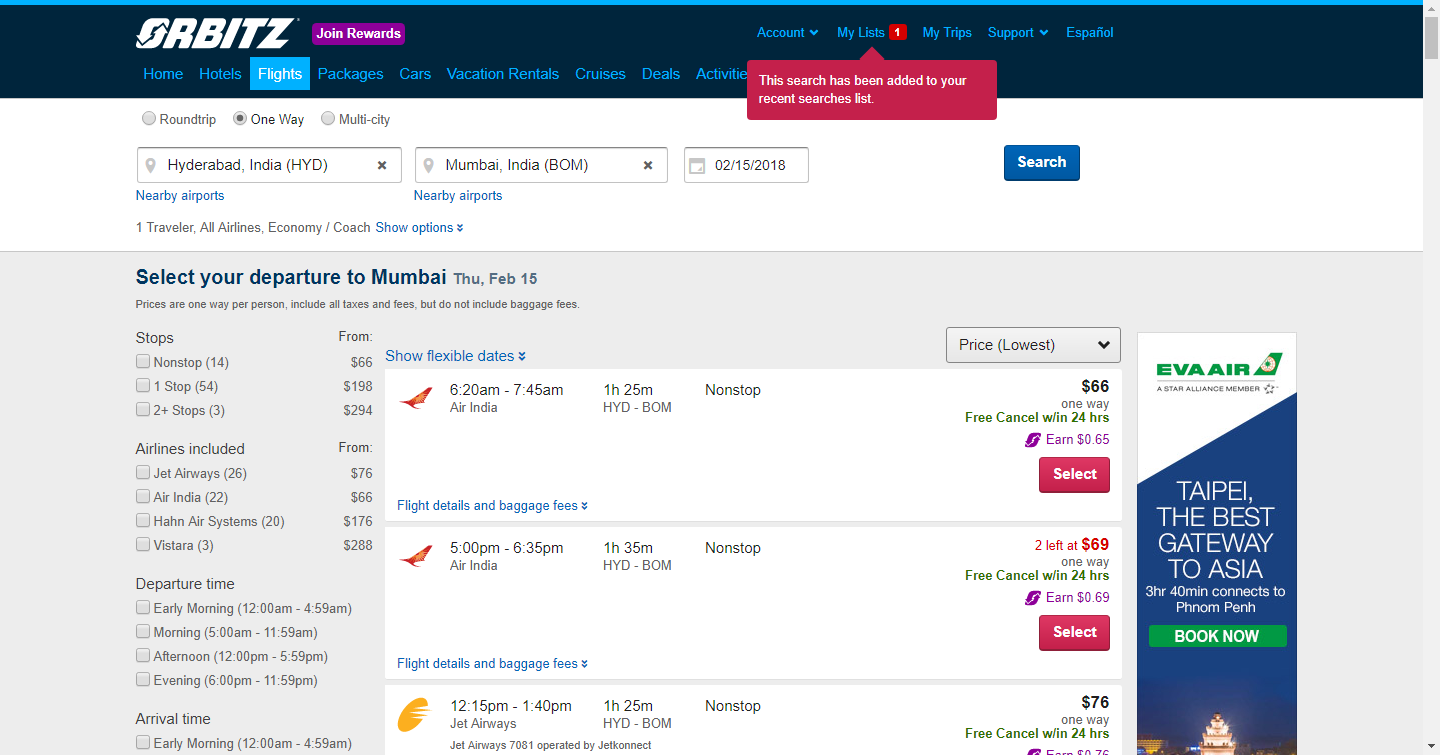 ORBITZ
Join Rewards
Account
My Lists 1
My Trips
Support
Español
Home
Hotels
Flights
Packages
Cars
Vacation Rentals
Cruises
Deals
Activitie
This search has been added to your
recent searches list.
Roundtrip
One Way
Multi-city
Hyderabad, India (HYD)
Mumbai, India (BOM)
02/15/2018
Search
Nearby airports
Nearby airports
1 Traveler, All Airlines, Economy / Coach Show options
Select your departure to Mumbai Thu, Feb 15
Prices are one way per person, include all taxes and fees, but do not include baggage fees.
Stops From:
Nonstop (14) $66
1 Stop (54) $198
2+ Stops (3) $294
Airlines included From:
Jet Airways (26) $76
Air India (22) $66
Hahn Air Systems (20) $176
Vistara (3) $288
Departure time
Early Morning (12:00am - 4:59am)
Morning (5:00am - 11:59am)
Afternoon (12:00pm - 5:59pm)
Evening (6:00pm - 11:59pm)
Arrival time
Early Morning (12:00am - 4:59am)
Show flexible dates
Price (Lowest)
6:20am - 7:45am 1h 25m Nonstop $66
Air India HYD - BOM one way
Free Cancel w/in 24 hrs
Earn $0.65
Select
Flight details and baggage fees
5:00pm - 6:35pm 1h 35m Nonstop 2 left at $69
Air India HYD - BOM one way
Free Cancel w/in 24 hrs
Earn $0.69
Select
Flight details and baggage fees
12:15pm - 1:40pm 1h 25m Nonstop $76
Jet Airways HYD - BOM one way
Free Cancel w/in 24 hrs
Jet Airways 7081 operated by Jetkonnect
Earn $0.76
EVA AIR
A STAR ALLIANCE MEMBER
TAIPEI,
THE BEST
GATEWAY
TO ASIA
3hr 40min connects to
Phnom Penh
BOOK NOW